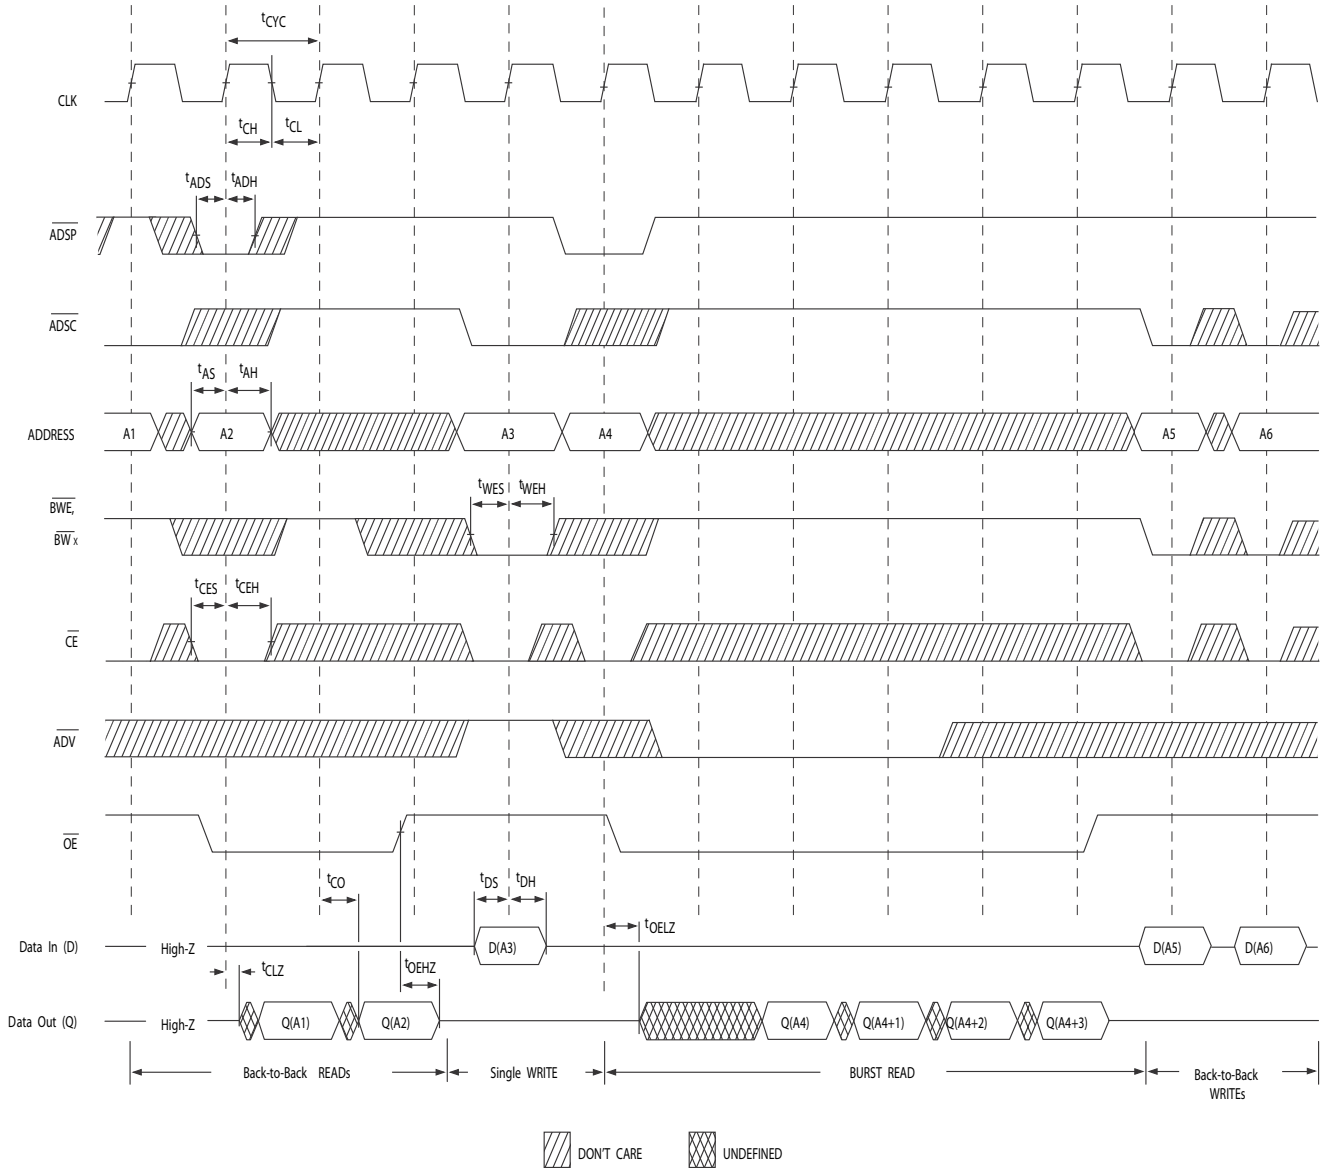 tCYC
CLK
tCH tCL
tADS tADH
ADSP
ADSC
tAS tAH
ADDRESS A1 A2 A3 A4 A5 A6
tWES tWEH
BWE,
BW x
tCES tCEH
CE
ADV
OE
tCO tDS tDH
tOELZ
Data In (D) High-Z D(A3) D(A5) D(A6)
tCLZ tOEHZ
Data Out (Q) High-Z Q(A1) Q(A2) Q(A4) Q(A4+1) Q(A4+2) Q(A4+3)
Back-to-Back READs Single WRITE BURST READ Back-to-Back
WRITEs
DON'T CARE UNDEFINED